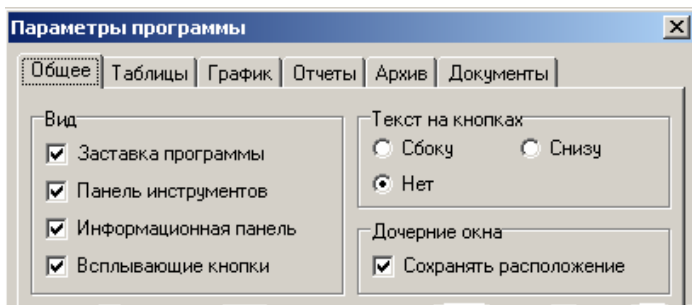 Параметры программы
Общее Таблицы График Отчеты Архив Документы
Вид
Заставка программы
Панель инструментов
Информационная панель
Всплывающие кнопки
Текст на кнопках
Сбоку Снизу
Нет
Дочерние окна
Сохранять расположение